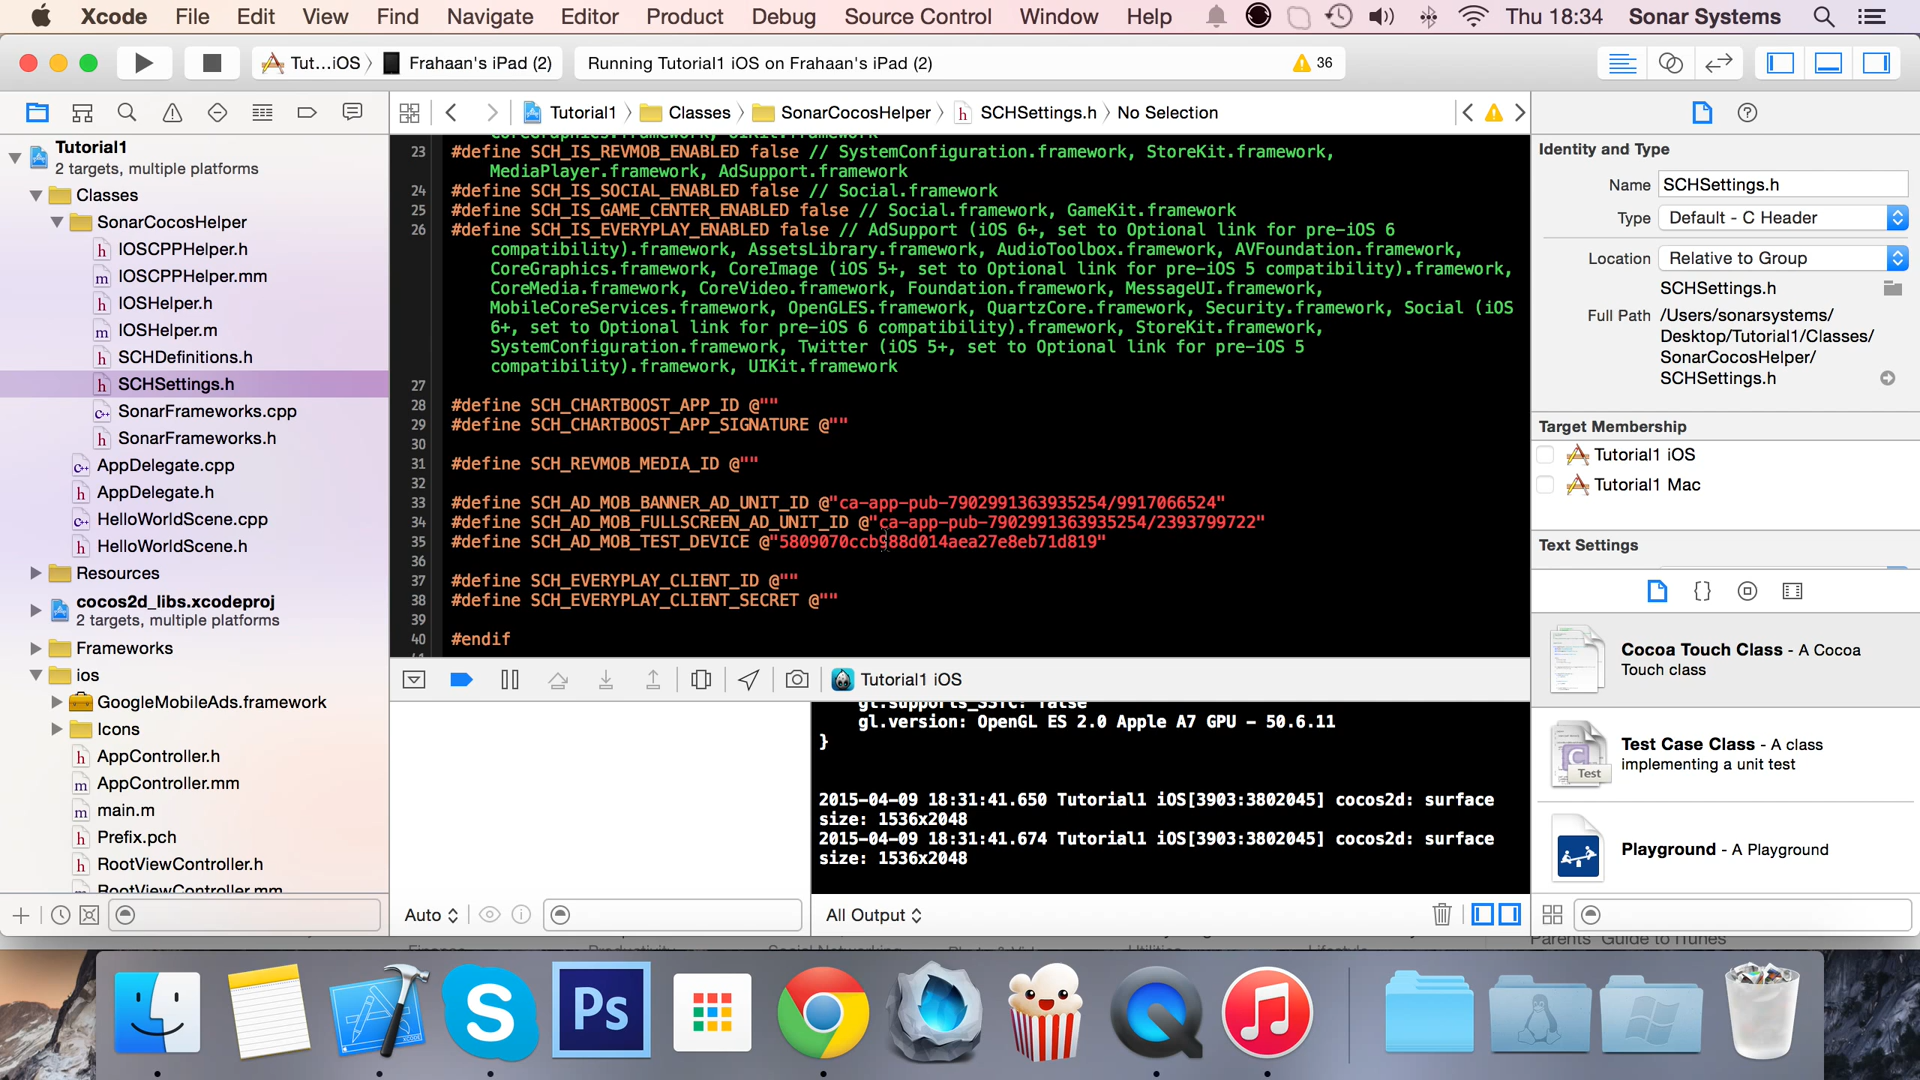 Xcode File Edit View Find Navigate Editor Product Debug Source Control Window Help Thu 18:34 Sonar Systems
Tut...iOS Frahaan's iPad (2) Running Tutorial1 iOS on Frahaan's iPad (2) 36
Tutorial1 Classes SonarCocosHelper SCHSettings.h No Selection
Tutorial1
2 targets, multiple platforms
Classes
SonarCocosHelper
IOSCPPHelper.h
IOSCPPHelper.mm
IOSHelper.h
IOSHelper.m
SCHDefinitions.h
SCHSettings.h
SonarFrameworks.cpp
SonarFrameworks.h
AppDelegate.cpp
AppDelegate.h
HelloWorldScene.cpp
HelloWorldScene.h
Resources
cocos2d_libs.xcodeproj
2 targets, multiple platforms
Frameworks
ios
GoogleMobileAds.framework
Icons
AppController.h
AppController.mm
main.m
Prefix.pch
RootViewController.h
RootViewController.mm
CoreGraphics.framework, UIKit.framework
23 #define SCH_IS_REVMOB_ENABLED false // SystemConfiguration.framework, StoreKit.framework,
MediaPlayer.framework, AdSupport.framework
24 #define SCH_IS_SOCIAL_ENABLED false // Social.framework
25 #define SCH_IS_GAME_CENTER_ENABLED false // Social.framework, GameKit.framework
26 #define SCH_IS_EVERYPLAY_ENABLED false // AdSupport (iOS 6+, set to Optional link for pre-iOS 6
compatibility).framework, AssetsLibrary.framework, AudioToolbox.framework, AVFoundation.framework,
CoreGraphics.framework, CoreImage (iOS 5+, set to Optional link for pre-iOS 5 compatibility).framework,
CoreMedia.framework, CoreVideo.framework, Foundation.framework, MessageUI.framework,
MobileCoreServices.framework, OpenGLES.framework, QuartzCore.framework, Security.framework, Social (iOS
6+, set to Optional link for pre-iOS 6 compatibility).framework, StoreKit.framework,
SystemConfiguration.framework, Twitter (iOS 5+, set to Optional link for pre-iOS 5
compatibility).framework, UIKit.framework
27
28 #define SCH_CHARTBOOST_APP_ID @""
29 #define SCH_CHARTBOOST_APP_SIGNATURE @""
30
31 #define SCH_REVMOB_MEDIA_ID @""
32
33 #define SCH_AD_MOB_BANNER_AD_UNIT_ID @"ca-app-pub-7902991363935254/9917066524"
34 #define SCH_AD_MOB_FULLSCREEN_AD_UNIT_ID @"ca-app-pub-7902991363935254/2393799722"
35 #define SCH_AD_MOB_TEST_DEVICE @"5809070ccb988d014aea27e8eb71d819"
36
37 #define SCH_EVERYPLAY_CLIENT_ID @""
38 #define SCH_EVERYPLAY_CLIENT_SECRET @""
39
40 #endif
Tutorial1 iOS
gl.supports_S3TC: false
gl.version: OpenGL ES 2.0 Apple A7 GPU - 50.6.11
}
2015-04-09 18:31:41.650 Tutorial1 iOS[3903:3802045] cocos2d: surface
size: 1536x2048
2015-04-09 18:31:41.674 Tutorial1 iOS[3903:3802045] cocos2d: surface
size: 1536x2048
Auto
All Output
Identity and Type
Name SCHSettings.h
Type Default - C Header
Location Relative to Group
SCHSettings.h
Full Path /Users/sonarsystems/
Desktop/Tutorial1/Classes/
SonarCocosHelper/
SCHSettings.h
Target Membership
Tutorial1 iOS
Tutorial1 Mac
Text Settings
Cocoa Touch Class - A Cocoa
Touch class
Test
Test Case Class - A class
implementing a unit test
Playground - A Playground
Parents' Guide to iTunes
XCODE
S
Ps